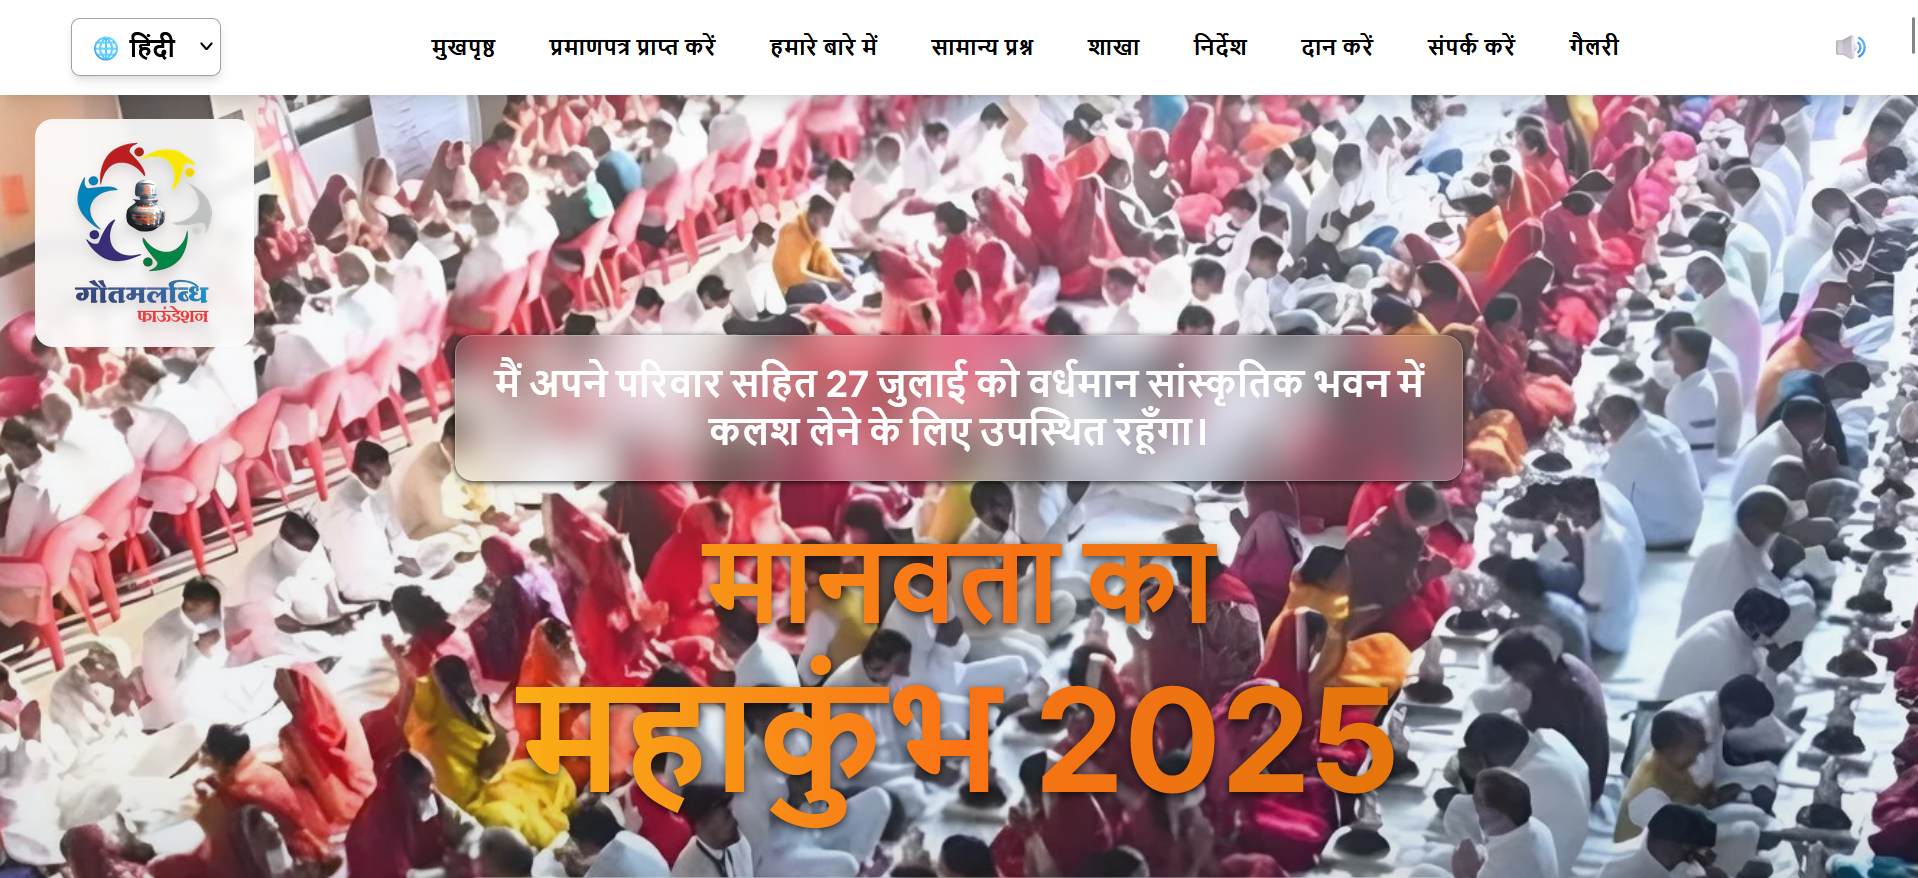 हिंदी
मुखपृष्ठ
प्रमाणपत्र प्राप्त करें
हमारे बारे में
सामान्य प्रश्न
शाखा
निर्देश
दान करें
संपर्क करें
गैलरी
गौतमलब्धि
फाऊंडेशन
मैं अपने परिवार सहित 27 जुलाई को वर्धमान सांस्कृतिक भवन में
कलश लेने के लिए उपस्थित रहूँगा।
मानवता का
महाकुंभ 2025